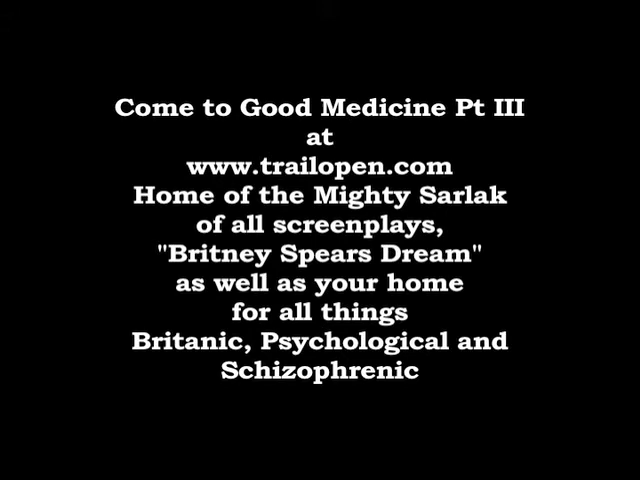 Come to Good Medicine Pt III
at
www.trailopen.com
Home of the Mighty Sarlak
of all screenplays,
"Britney Spears Dream"
as well as your home
for all things
Britanic, Psychological and
Schizophrenic